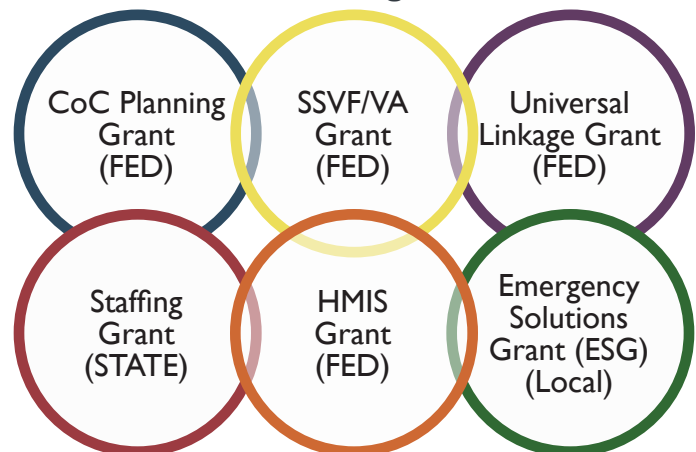 CoC Planning
Grant
(FED)
SSVF/VA
Grant
(FED)
Universal
Linkage Grant
(FED)
Staffing
Grant
(STATE)
HMIS
Grant
(FED)
Emergency
Solutions
Grant (ESG)
(Local)